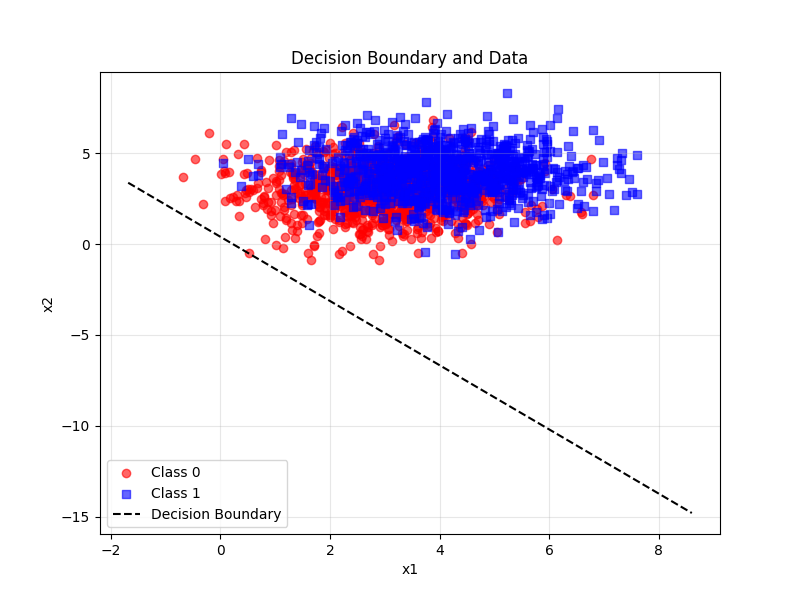 Decision Boundary and Data
x2
5
0
−5
−10
−15
Class 0
Class 1
Decision Boundary
−2
0
2
4
6
8
x1